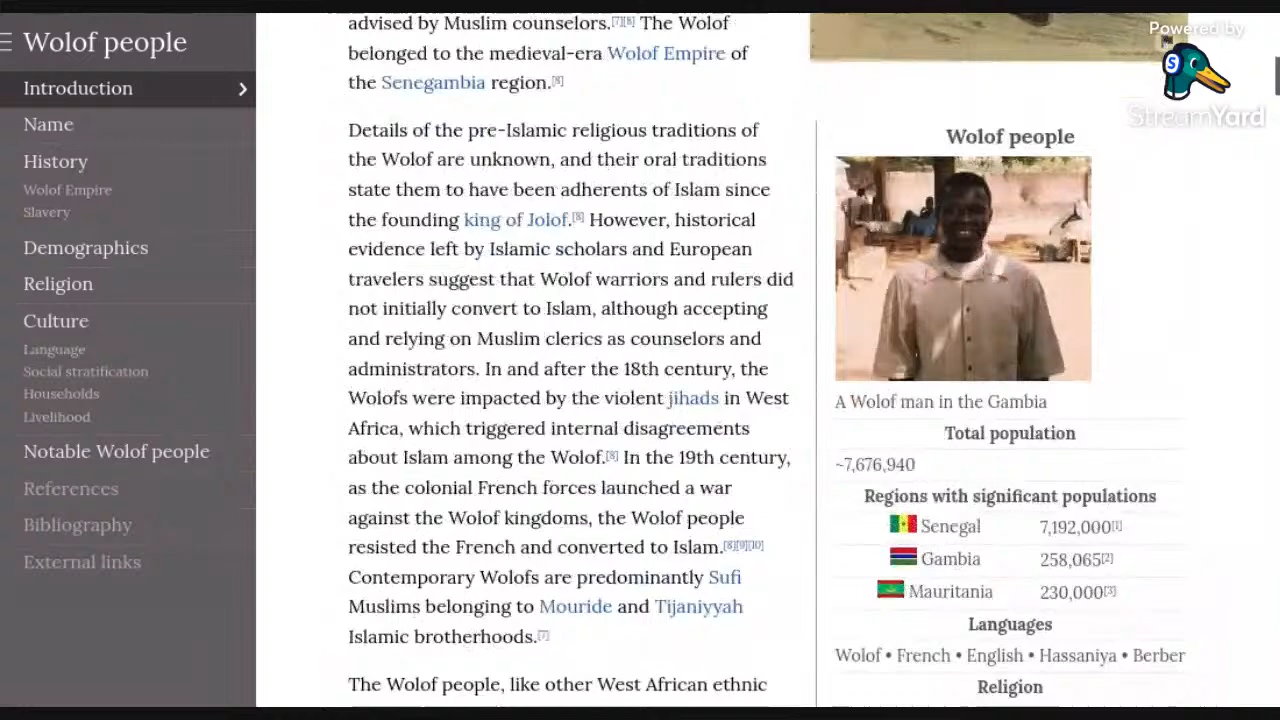 Wolof people
Introduction
Name
History
Wolof Empire
Slavery
Demographics
Religion
Culture
Language
Social stratification
Households
Livelihood
Notable Wolof people
References
Bibliography
External links
advised by Muslim counselors.[7][8] The Wolof
belonged to the medieval-era Wolof Empire of
the Senegambia region.[8]
Details of the pre-Islamic religious traditions of
the Wolof are unknown, and their oral traditions
state them to have been adherents of Islam since
the founding king of Jolof.[8] However, historical
evidence left by Islamic scholars and European
travelers suggest that Wolof warriors and rulers did
not initially convert to Islam, although accepting
and relying on Muslim clerics as counselors and
administrators. In and after the 18th century, the
Wolofs were impacted by the violent jihads in West
Africa, which triggered internal disagreements
about Islam among the Wolof.[8] In the 19th century,
as the colonial French forces launched a war
against the Wolof kingdoms, the Wolof people
resisted the French and converted to Islam.[8][9][10]
Contemporary Wolofs are predominantly Sufi
Muslims belonging to Mouride and Tijaniyyah
Islamic brotherhoods.[7]
The Wolof people, like other West African ethnic
Powered by
S
StreamYard
Wolof people
A Wolof man in the Gambia
Total population
~7,676,940
Regions with significant populations
Senegal 7,192,000[1]
Gambia 258,065[2]
Mauritania 230,000[3]
Languages
Wolof • French • English • Hassaniya • Berber
Religion